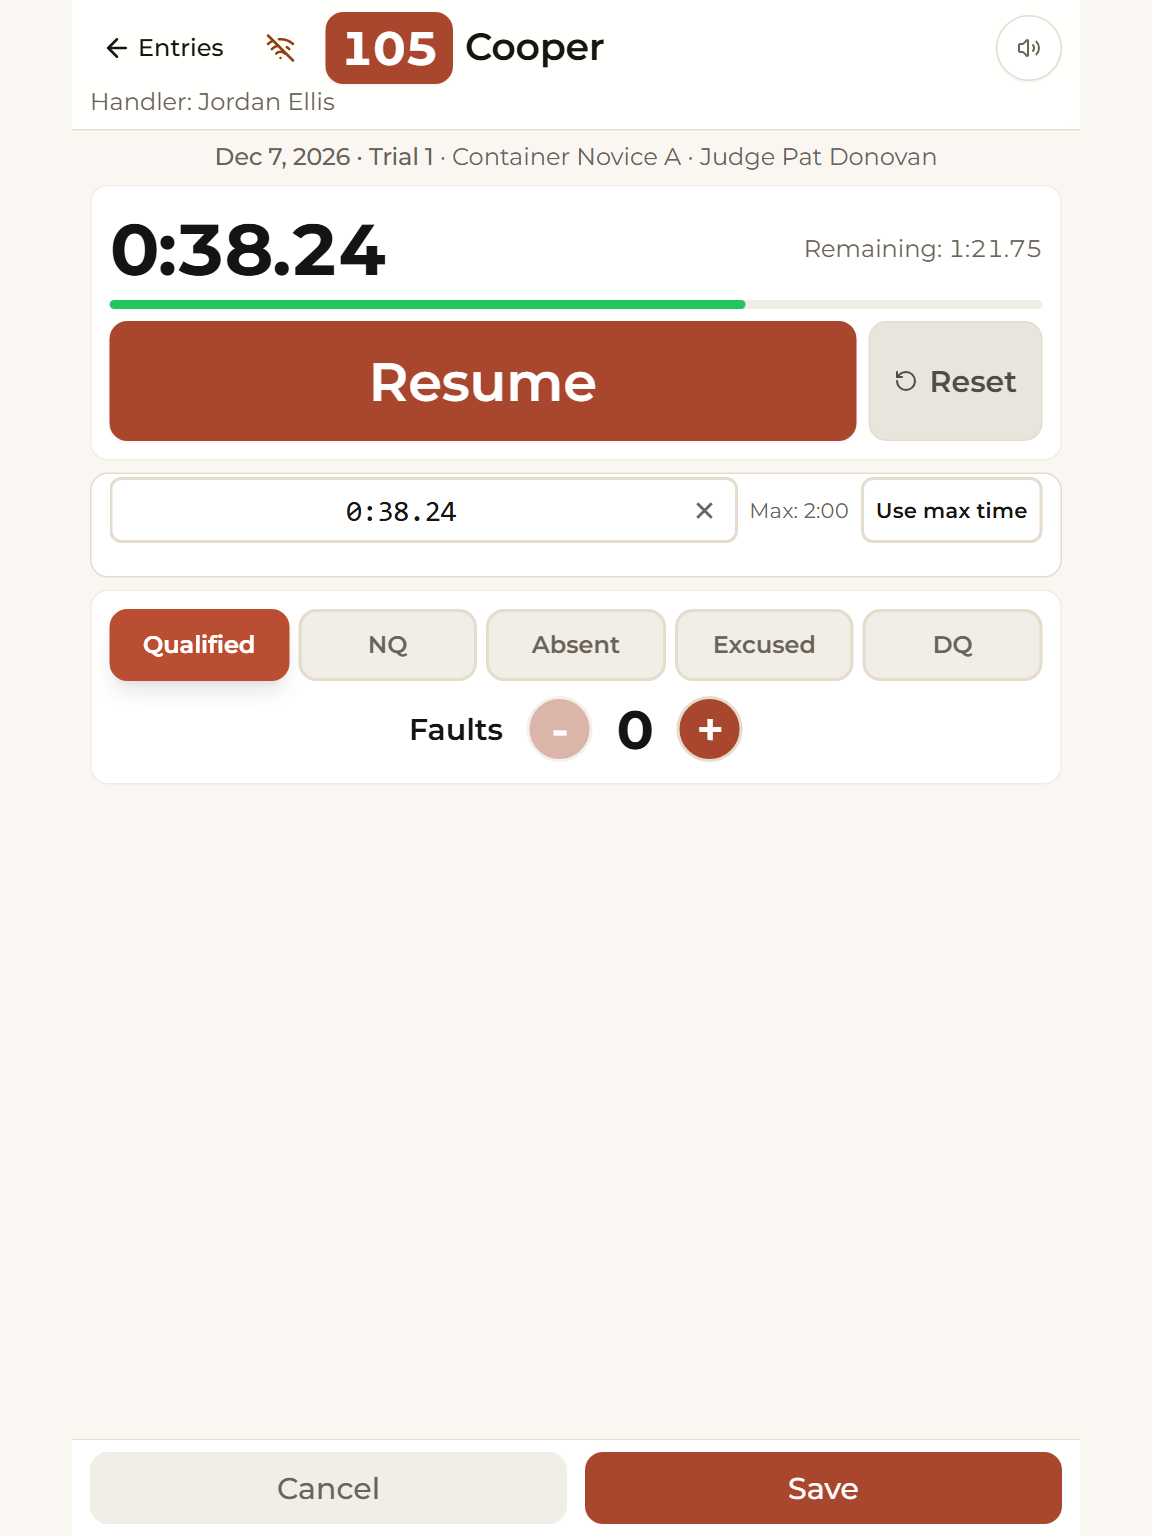 Entries
105 Cooper
Handler: Jordan Ellis
Dec 7, 2026 · Trial 1 · Container Novice A · Judge Pat Donovan
0:38.24
Remaining: 1:21.75
Resume
Reset
0:38.24
Max: 2:00
Use max time
Qualified
NQ
Absent
Excused
DQ
Faults - 0 +
Cancel
Save